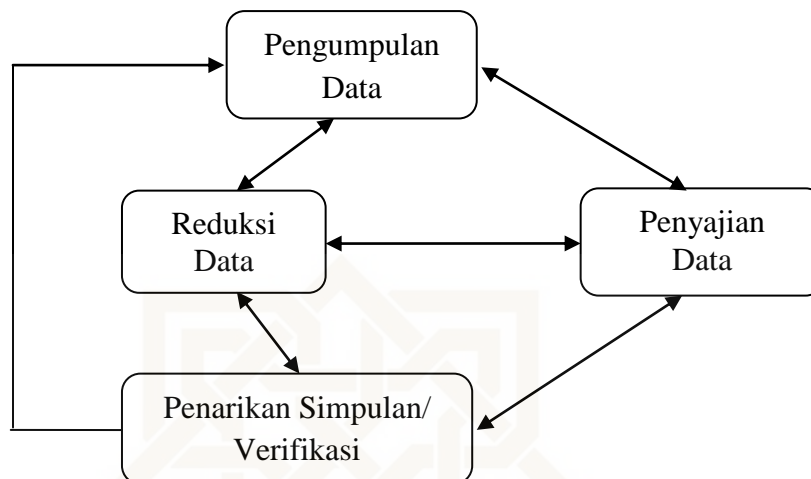 Pengumpulan
Data
Reduksi
Data
Penyajian
Data
Penarikan Simpulan/
Verifikasi